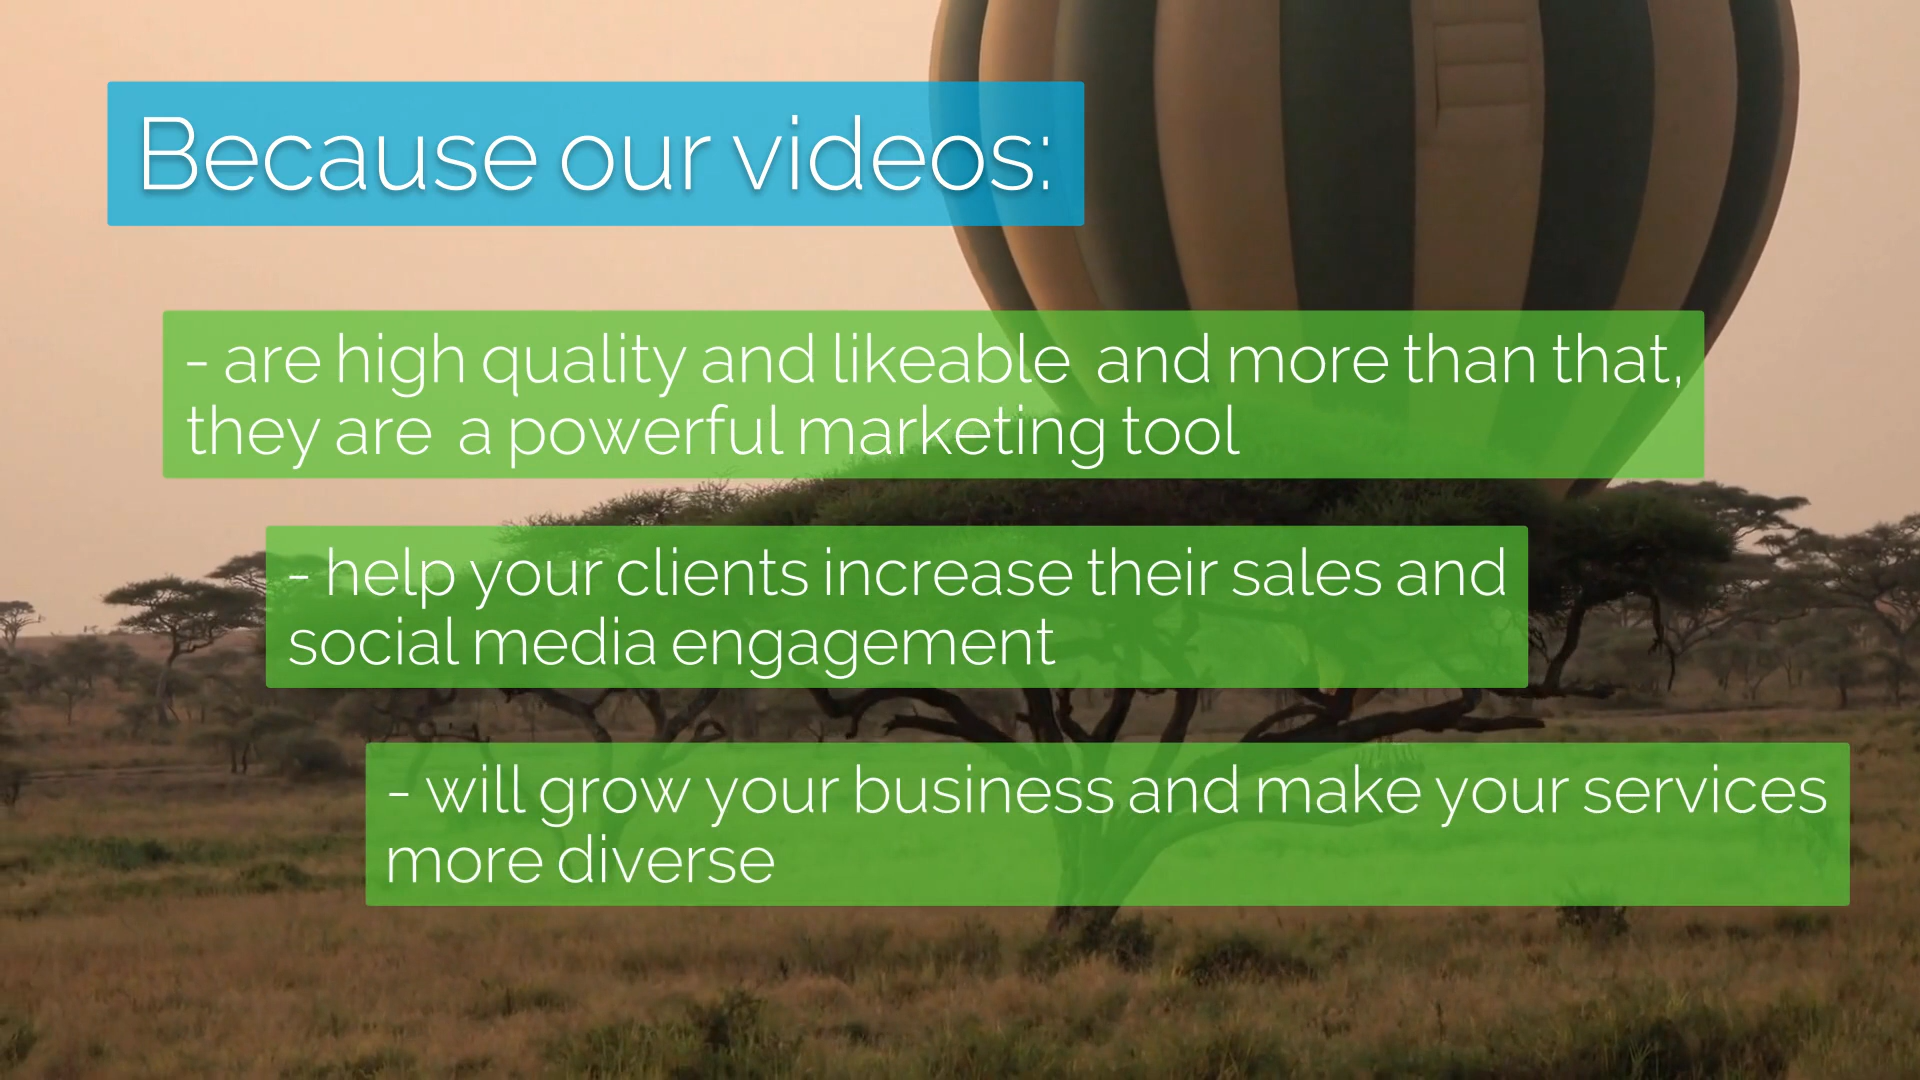 Because our videos:
- are high quality and likeable  and more than that,
they are  a powerful marketing tool
- help your clients increase their sales and
social media engagement
- will grow your business and make your services
more diverse